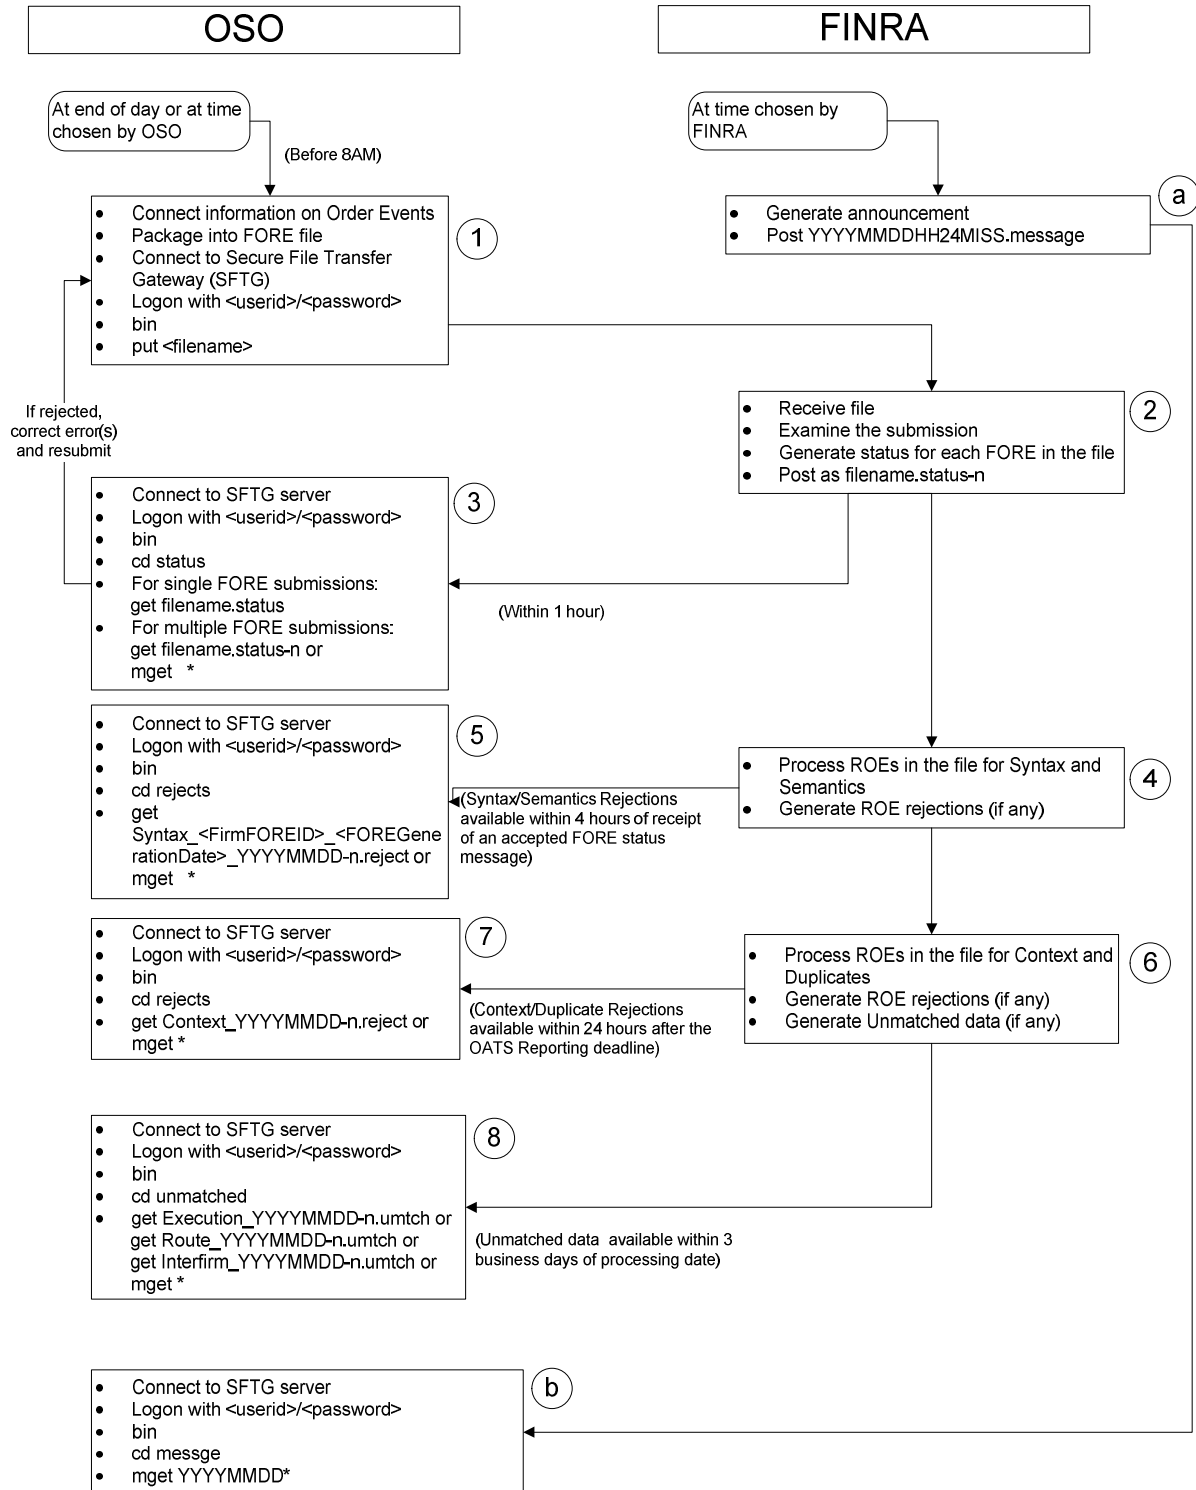 OSO
FINRA
At end of day or at time
chosen by OSO
At time chosen by
FINRA
(Before 8AM)
• Connect information on Order Events
• Package into FORE file
• Connect to Secure File Transfer
Gateway (SFTG)
• Logon with <userid>/<password>
• bin
• put <filename>
1
• Generate announcement
• Post YYYYMMDDHH24MISS.message
a
If rejected,
correct error(s)
and resubmit
• Receive file
• Examine the submission
• Generate status for each FORE in the file
• Post as filename.status-n
2
• Connect to SFTG server
• Logon with <userid>/<password>
• bin
• cd status
• For single FORE submissions:
get filename.status
• For multiple FORE submissions:
get filename.status-n or
mget *
3
(Within 1 hour)
• Connect to SFTG server
• Logon with <userid>/<password>
• bin
• cd rejects
• get
Syntax_<FirmFOREID>_<FOREGene
rationDate>_YYYYMMDD-n.reject or
mget *
5
(Syntax/Semantics Rejections
available within 4 hours of receipt
of an accepted FORE status
message)
• Process ROEs in the file for Syntax and
Semantics
• Generate ROE rejections (if any)
4
• Connect to SFTG server
• Logon with <userid>/<password>
• bin
• cd rejects
• get Context_YYYYMMDD-n.reject or
mget *
7
(Context/Duplicate Rejections
available within 24 hours after the
OATS Reporting deadline)
• Process ROEs in the file for Context and
Duplicates
• Generate ROE rejections (if any)
• Generate Unmatched data (if any)
6
• Connect to SFTG server
• Logon with <userid>/<password>
• bin
• cd unmatched
• get Execution_YYYYMMDD-n.umtch or
get Route_YYYYMMDD-n.umtch or
get Interfirm_YYYYMMDD-n.umtch or
mget *
8
(Unmatched data available within 3
business days of processing date)
• Connect to SFTG server
• Logon with <userid>/<password>
• bin
• cd messge
• mget YYYYMMDD*
b